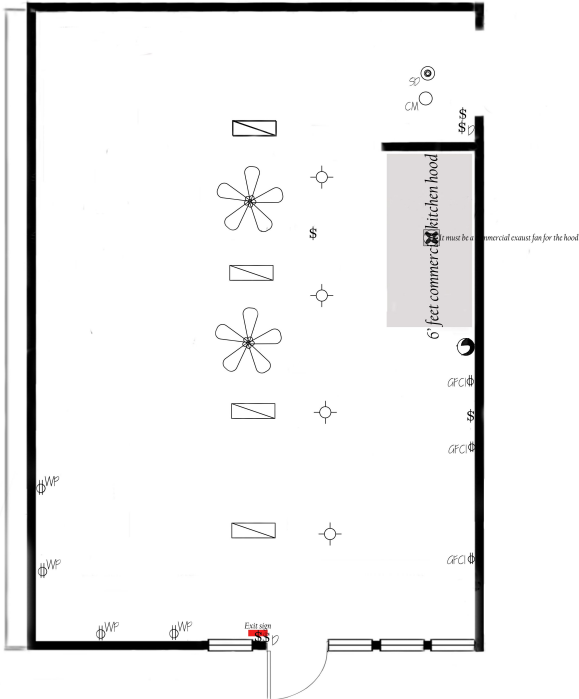 SD
CM
$
$ D
6' feet commercial kitchen hood
$
It must be a commercial exaust fan for the hood
GFCI
$
GFCI
WP
GFCI
WP
WP
WP
Exit sign
$ $ D